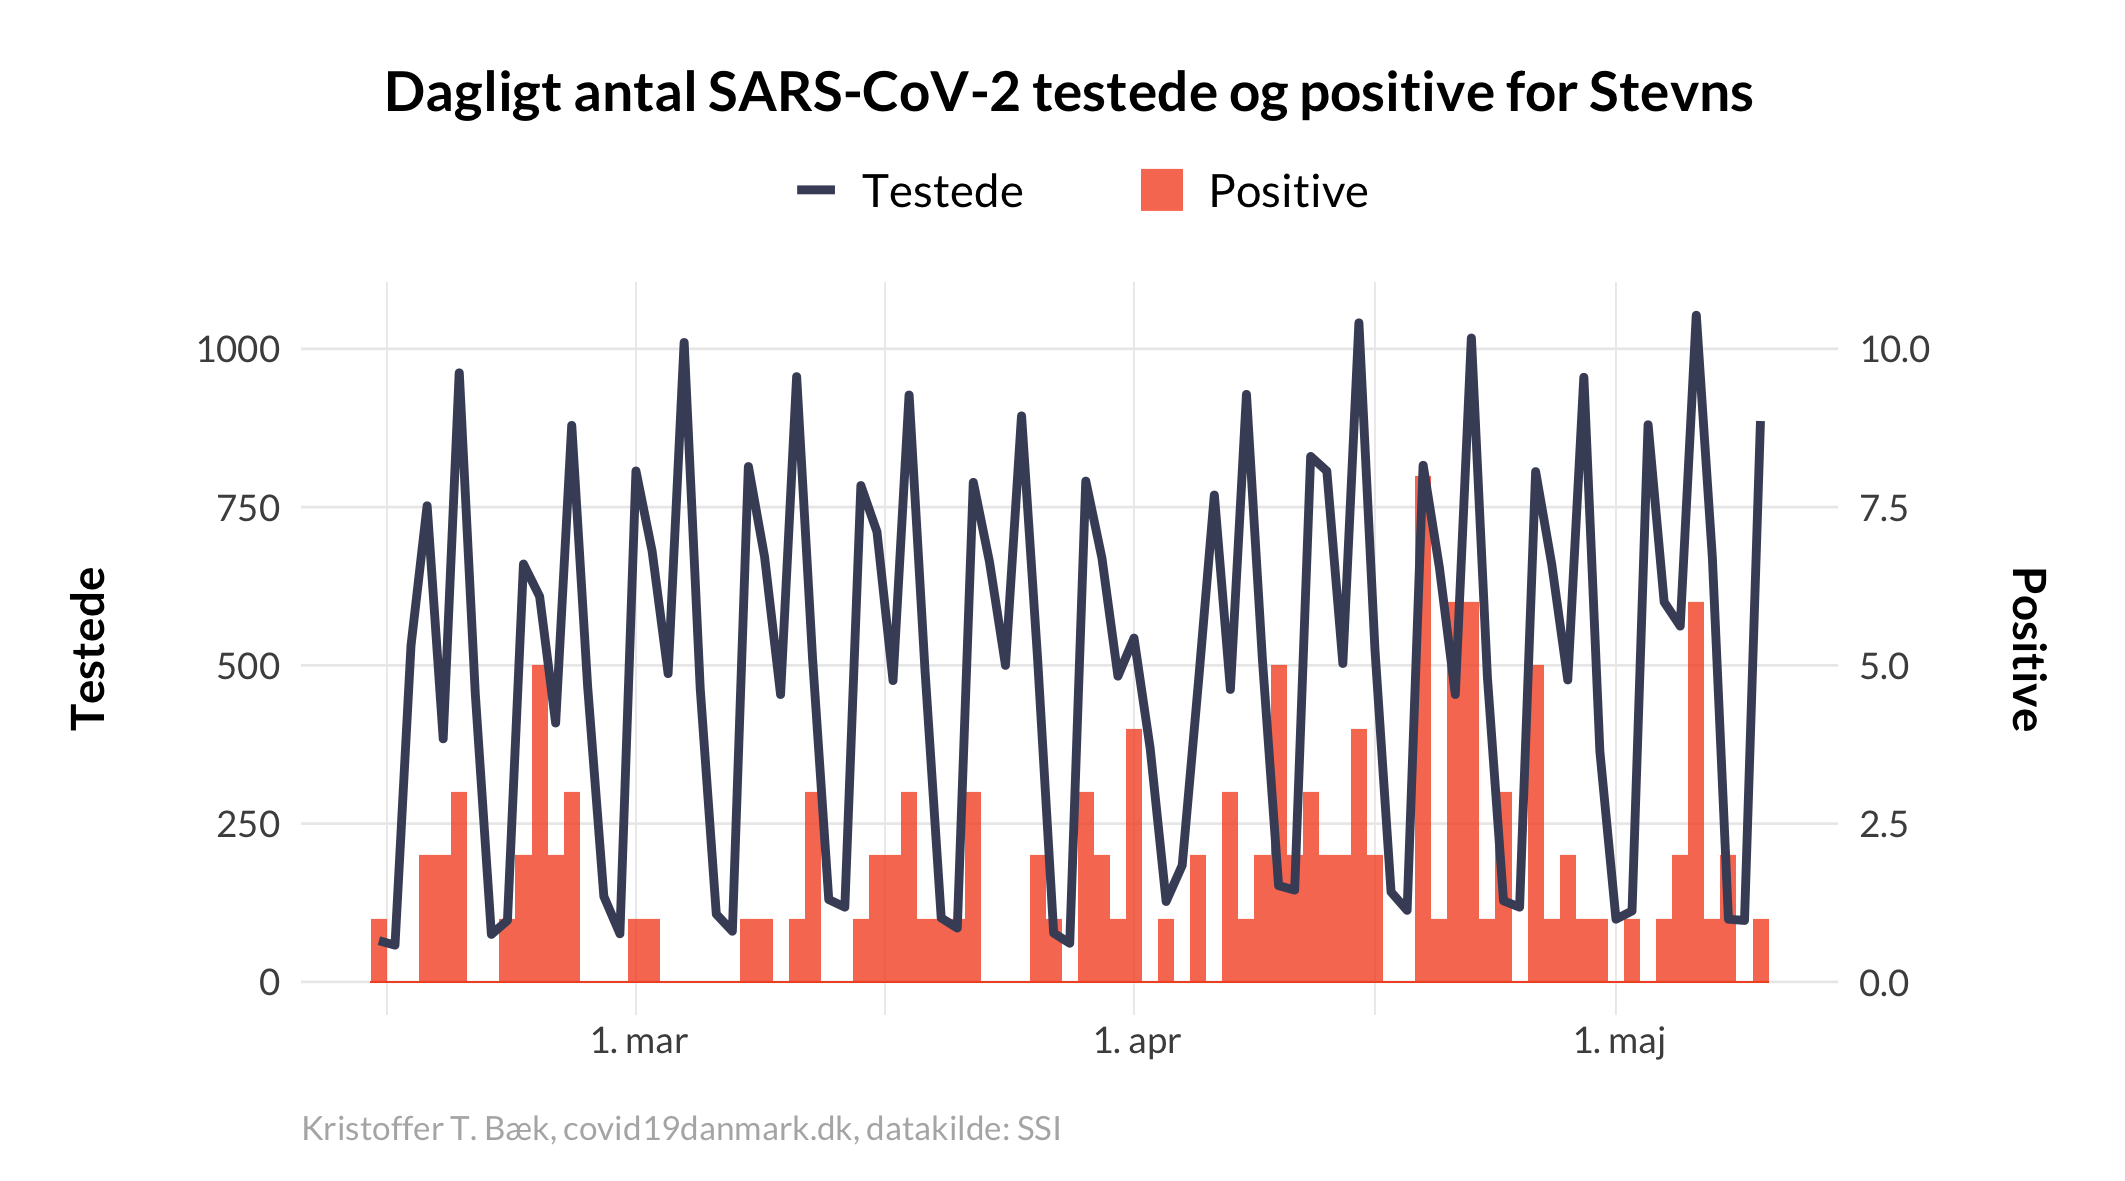 Dagligt antal SARS-CoV-2 testede og positive for Stevns
Testede Positive
1000 10.0
750 7.5
500 5.0
250 2.5
0 0.0
Testede
Positive
1. mar 1. apr 1. maj
Kristoffer T. Bæk, covid19danmark.dk, datakilde: SSI